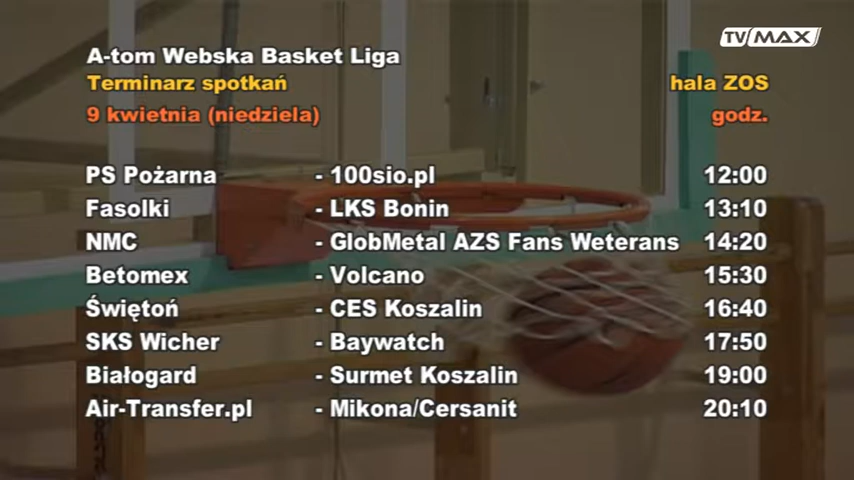 TV MAX
A-tom Webska Basket Liga
Terminarz spotkań hala ZOS
9 kwietnia (niedziela) godz.
PS Pożarna - 100sio.pl 12:00
Fasolki - LKS Bonin 13:10
NMC - GlobMetal AZS Fans Weterans 14:20
Betomex - Volcano 15:30
Świętoń - CES Koszalin 16:40
SKS Wicher - Baywatch 17:50
Białogard - Surmet Koszalin 19:00
Air-Transfer.pl - Mikona/Cersanit 20:10